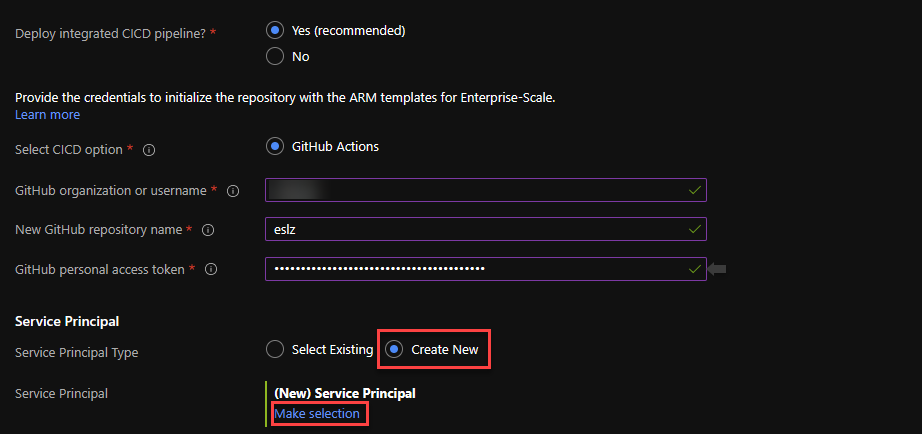 Deploy integrated CICD pipeline? * Yes (recommended)
No
Provide the credentials to initialize the repository with the ARM templates for Enterprise-Scale.
Learn more
Select CICD option * GitHub Actions
GitHub organization or username *
New GitHub repository name * eslz
GitHub personal access token * ••••••••••••••••••••••••••••••••••••••••
Service Principal
Service Principal Type Select Existing Create New
Service Principal (New) Service Principal
Make selection